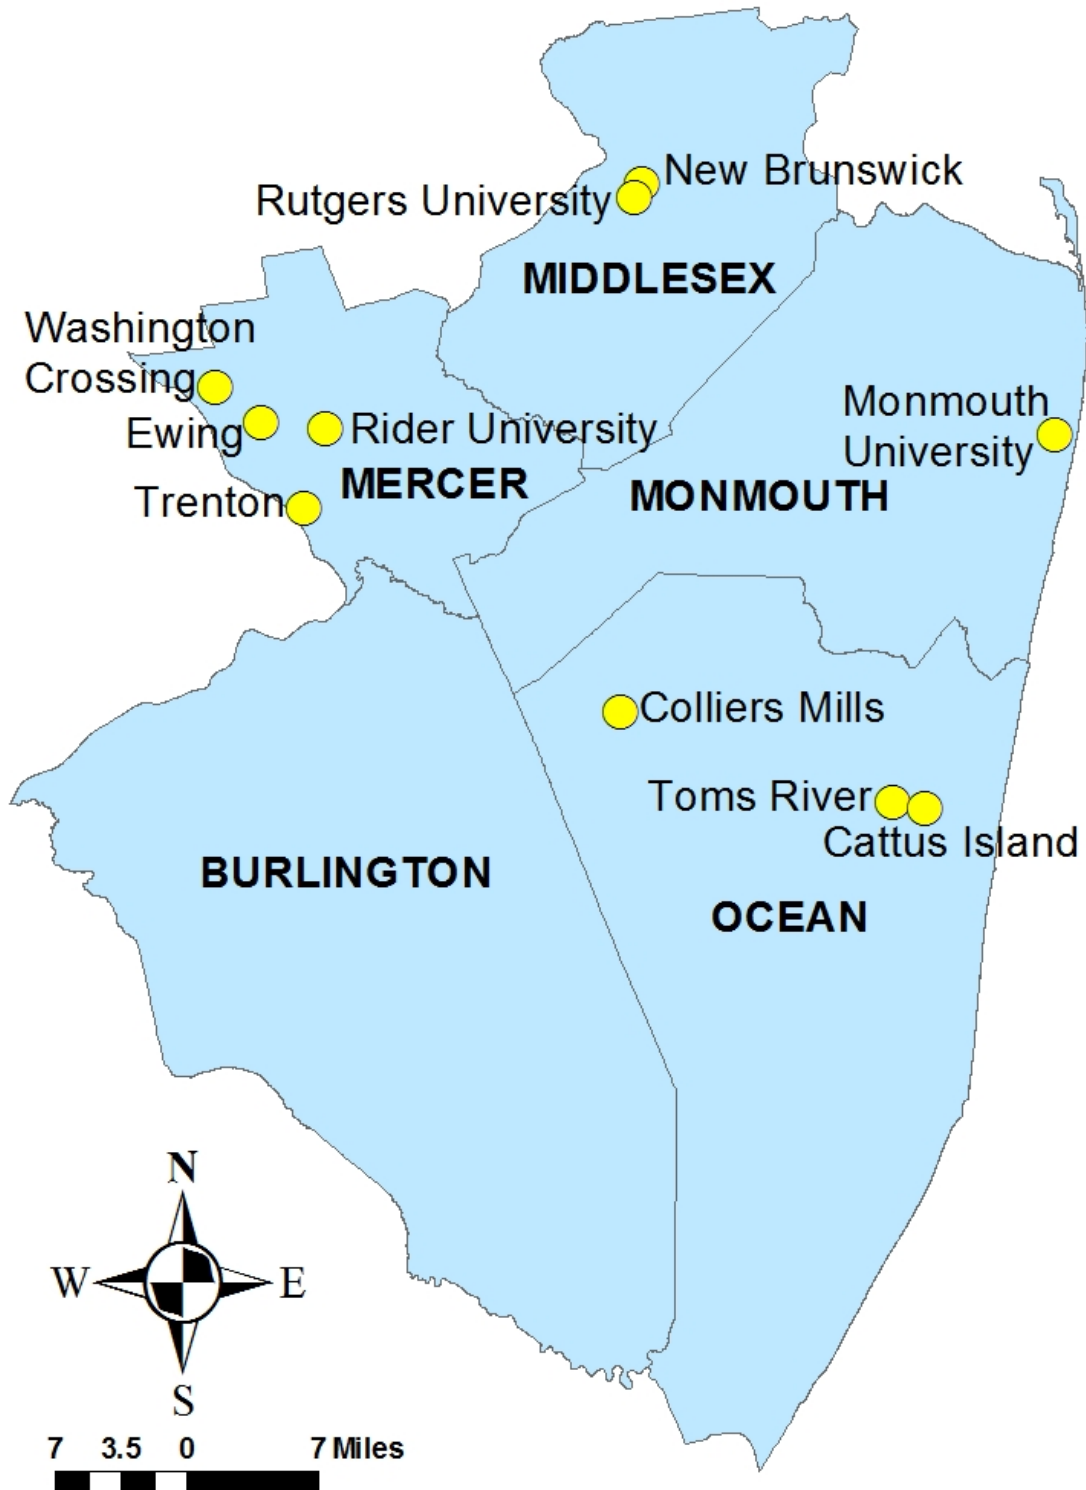 New Brunswick
Rutgers University
MIDDLESEX
Washington
Crossing
Ewing
Rider University
Monmouth
University
MERCER
MONMOUTH
Trenton
Colliers Mills
Toms River
Cattus Island
BURLINGTON
OCEAN
N
W E
S
7 3.5 0 7 Miles